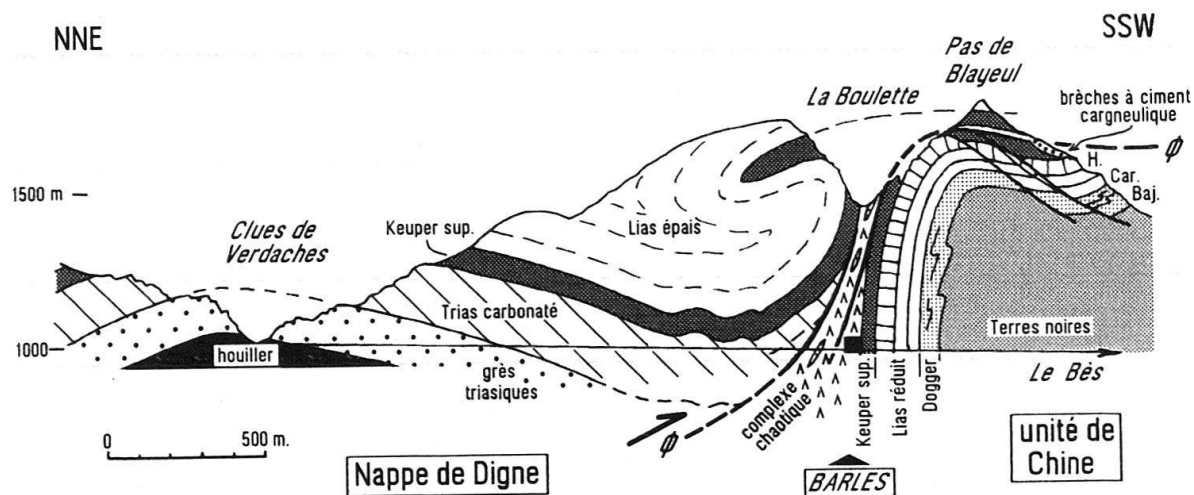 NNE
SSW
Pas de
Blayeul
La Boulette
brèches à ciment
cargneulique
ϕ
H.
Car.
Baj.
1500 m
Clues de
Verdaches
Keuper sup.
Lias épais
Trias carbonaté
Terres noires
1000
houiller
grès
triasiques
Le Bès
complexe
chaotique
Keuper sup.
Lias réduit
Dogger
ϕ
0
500 m.
Nappe de Digne
BARLES
unité de
Chine